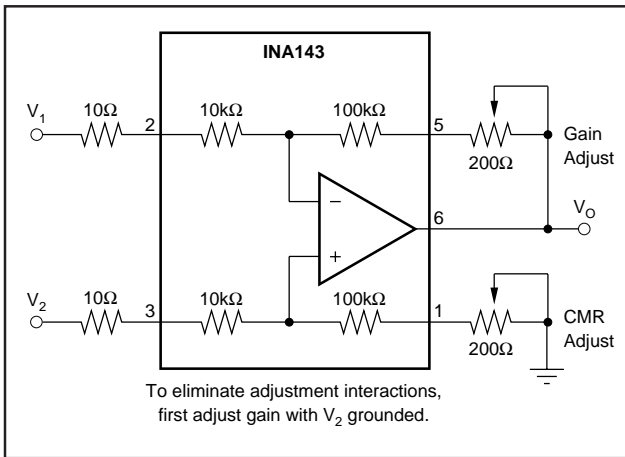 INA143
V1
10Ω
2
10kΩ
100kΩ
5
200Ω
Gain
Adjust
−
+
6
VO
V2
10Ω
3
10kΩ
100kΩ
1
200Ω
CMR
Adjust
To eliminate adjustment interactions,
first adjust gain with V2 grounded.